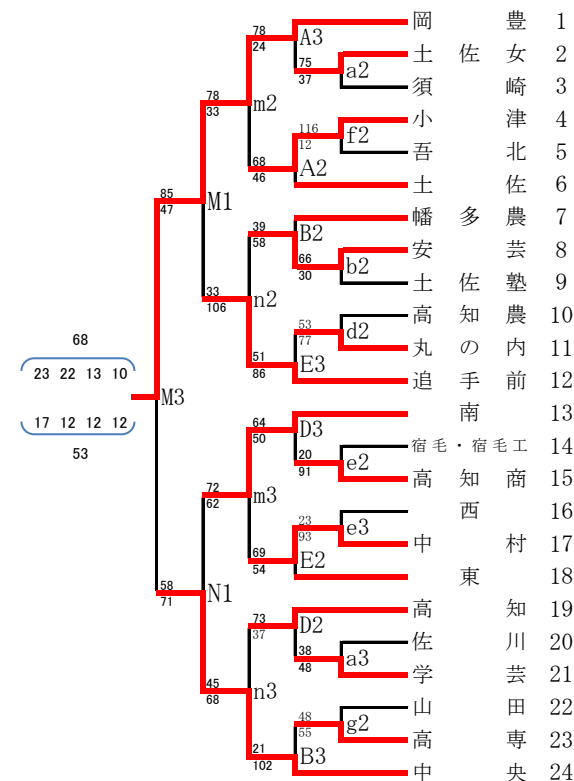 岡豊 1
78
24
A3
土佐女 2
75
37
a2
須崎 3
78
33
m2
小津 4
116
12
f2
吾北 5
68
46
A2
土佐 6
85
47
M1
幡多農 7
39
58
B2
安芸 8
66
30
b2
土佐塾 9
33
106
n2
高知農 10
53
77
d2
丸の内 11
51
86
E3
追手前 12
68
23 22 13 10
M3
17 12 12 12
53
南 13
64
50
D3
宿毛・宿毛工 14
20
91
e2
高知商 15
72
62
m3
西 16
23
93
e3
中村 17
69
54
E2
東 18
58
71
N1
高知 19
73
37
D2
佐川 20
38
48
a3
学芸 21
45
68
n3
山田 22
48
55
g2
高専 23
21
102
B3
中央 24